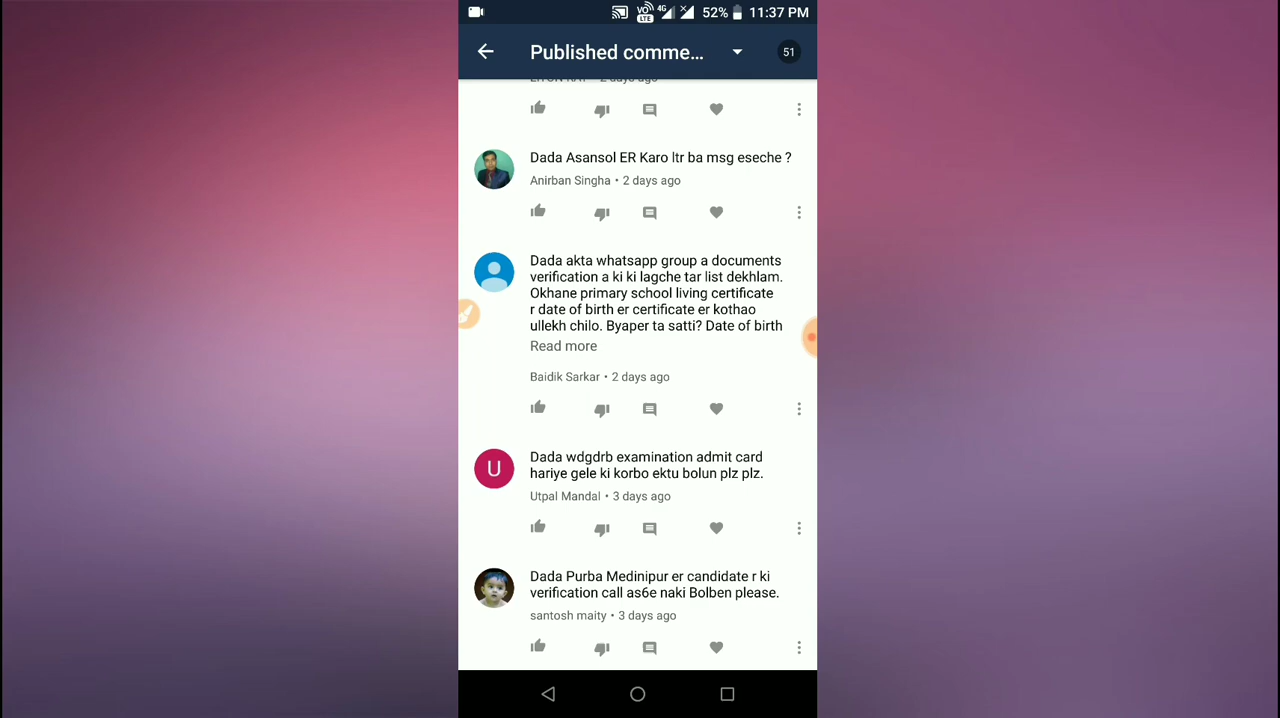 VO LTE 4G 52% 11:37 PM
Published comme... 51
2 days ago
Dada Asansol ER Karo ltr ba msg eseche ?
Anirban Singha • 2 days ago
Dada akta whatsapp group a documents
verification a ki ki lagche tar list dekhlam.
Okhane primary school living certificate
r date of birth er certificate er kothao
ullekh chilo. Byaper ta satti? Date of birth
Read more
Baidik Sarkar • 2 days ago
U
Dada wdgdrb examination admit card
hariye gele ki korbo ektu bolun plz plz.
Utpal Mandal • 3 days ago
Dada Purba Medinipur er candidate r ki
verification call as6e naki Bolben please.
santosh maity • 3 days ago